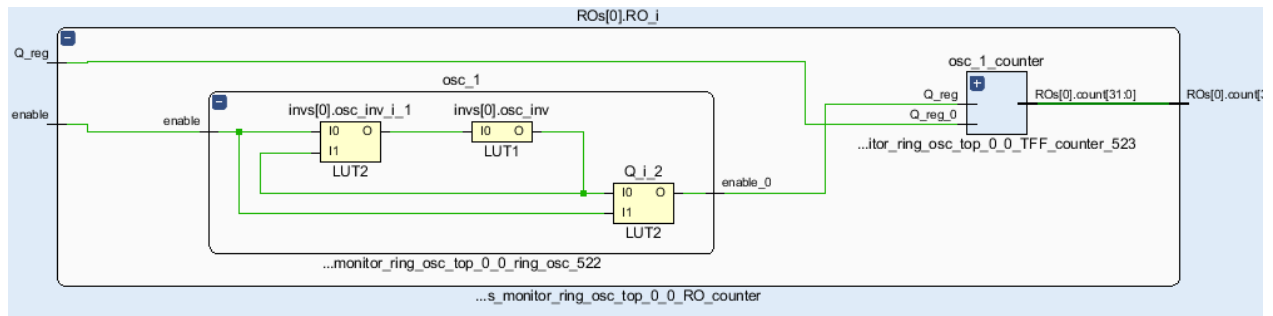 ROs[0].RO_i
Q_reg
osc_1_counter
osc_1
Q_reg
ROs[0].count[31:0]
ROs[0].count[3
enable
enable
invs[0].osc_inv_i_1
invs[0].osc_inv
Q_reg_0
I0 O
I0 O
I1
LUT1
...itor_ring_osc_top_0_0_TFF_counter_523
LUT2
Q_i_2
enable_0
I0 O
I1
LUT2
...monitor_ring_osc_top_0_0_ring_osc_522
...s_monitor_ring_osc_top_0_0_RO_counter